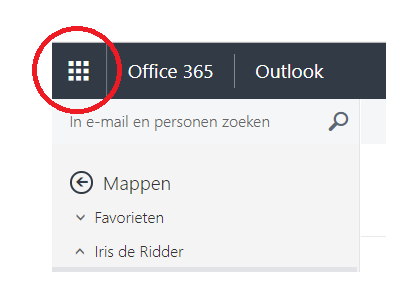 Office 365 Outlook
In e-mail en personen zoeken
Mappen
Favorieten
Iris de Ridder